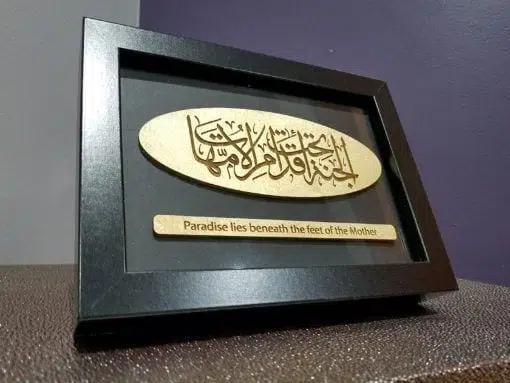 الجنة تحت أقدام الأمهات
Paradise lies beneath the feet of the Mother